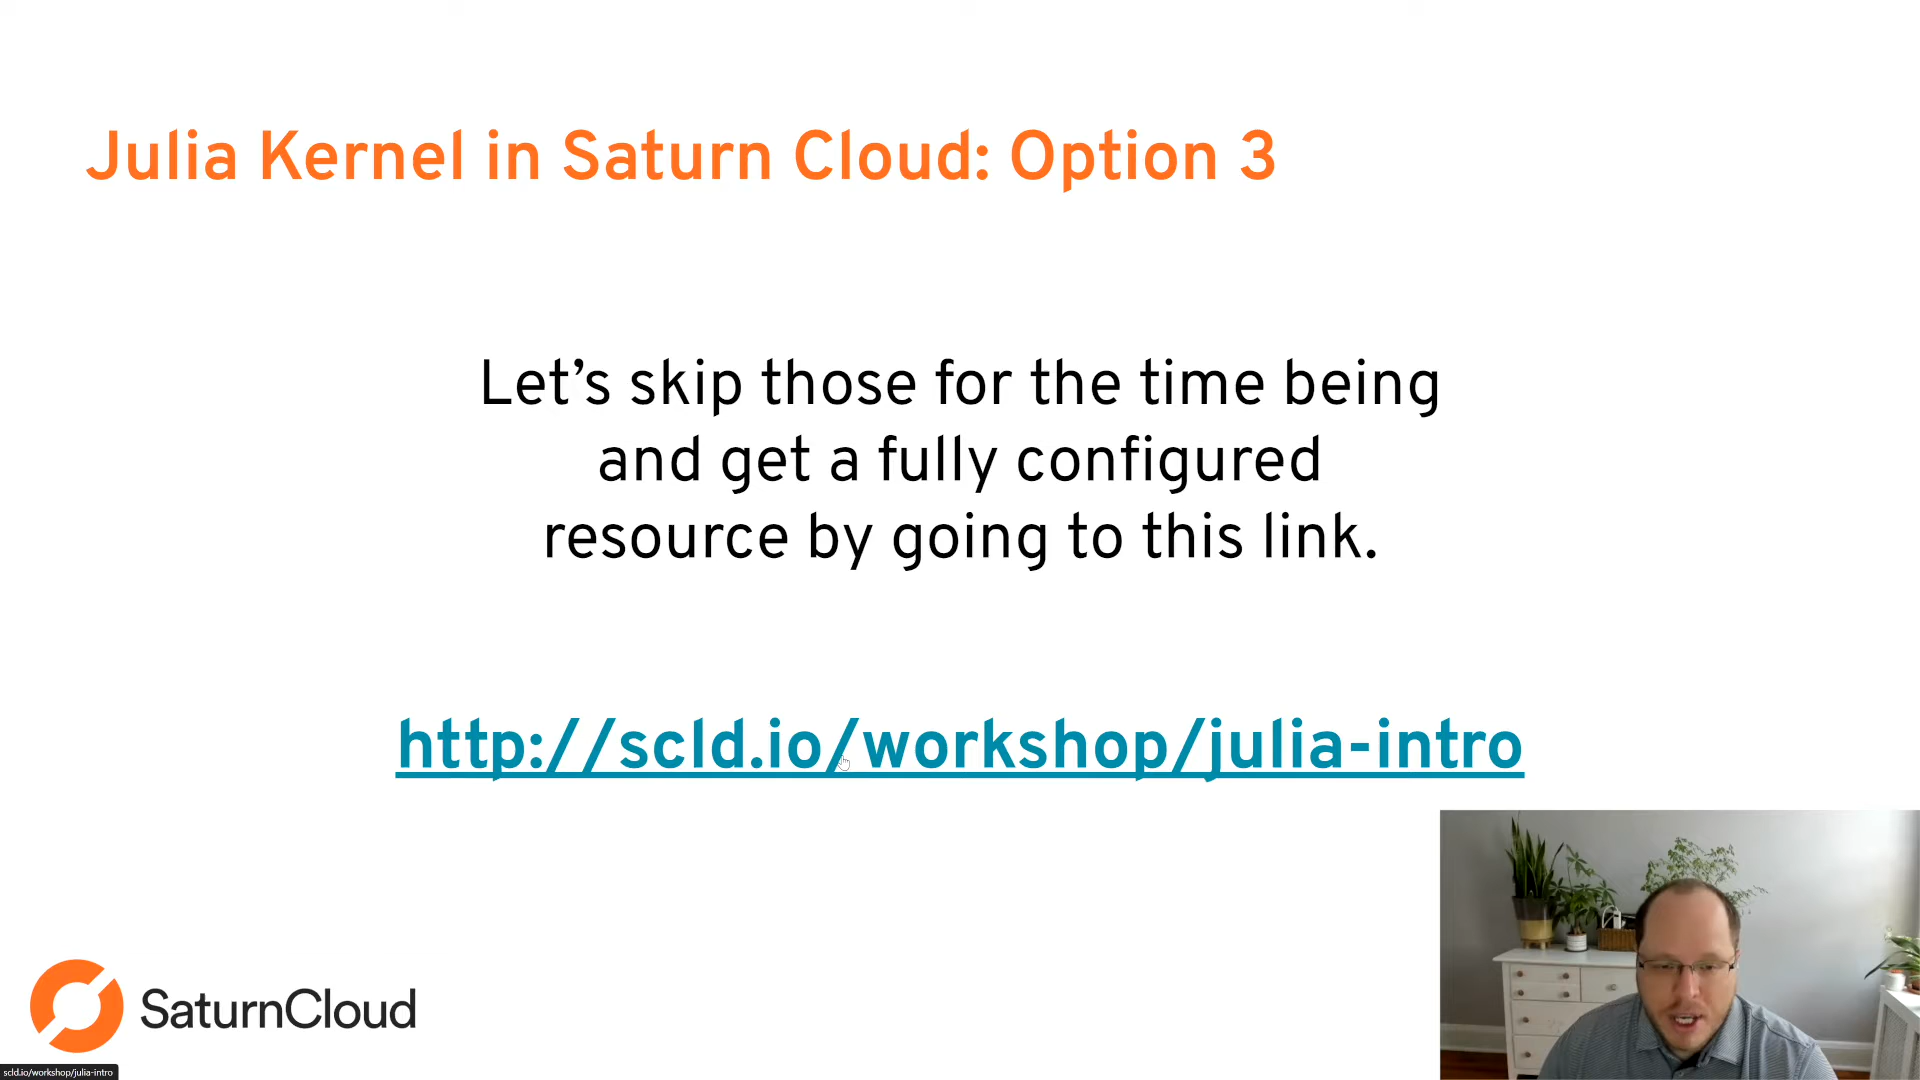 Julia Kernel in Saturn Cloud: Option 3
Let’s skip those for the time being
and get a fully configured
resource by going to this link.
http://scld.io/workshop/julia-intro
SaturnCloud
scld.io/workshop/julia-intro